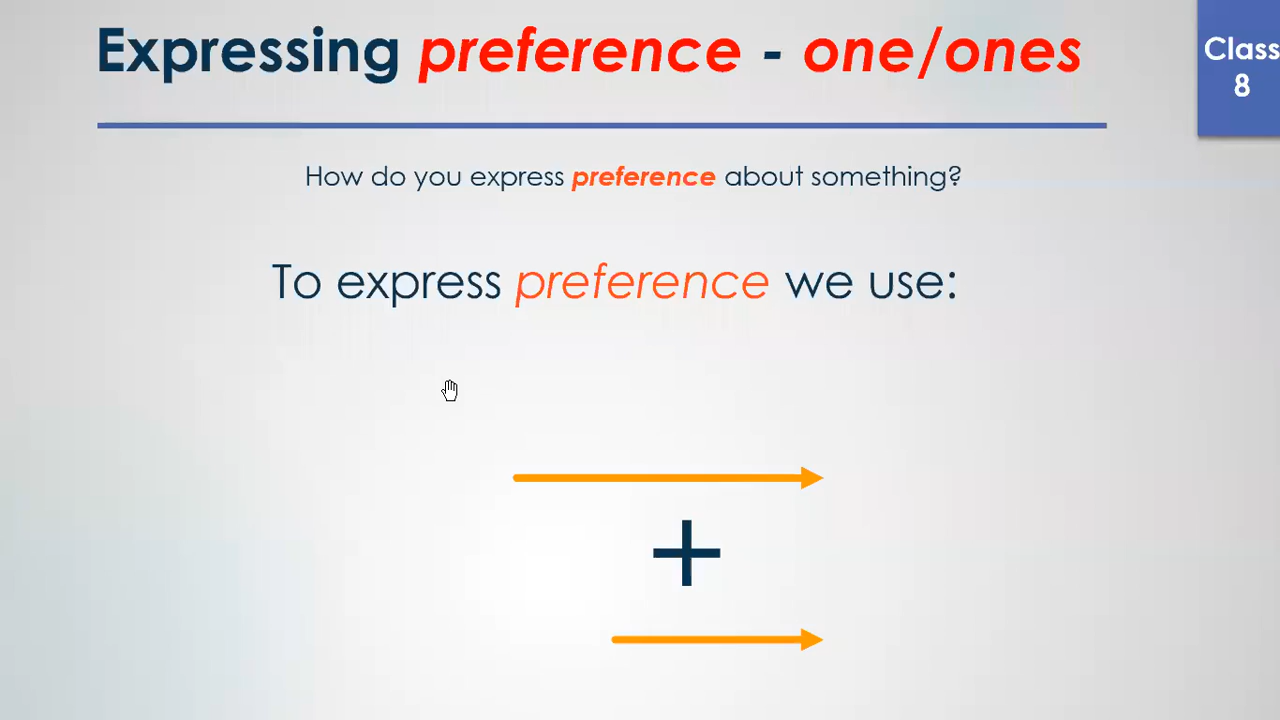 Expressing preference - one/ones
Class
8
How do you express preference about something?
To express preference we use:
+